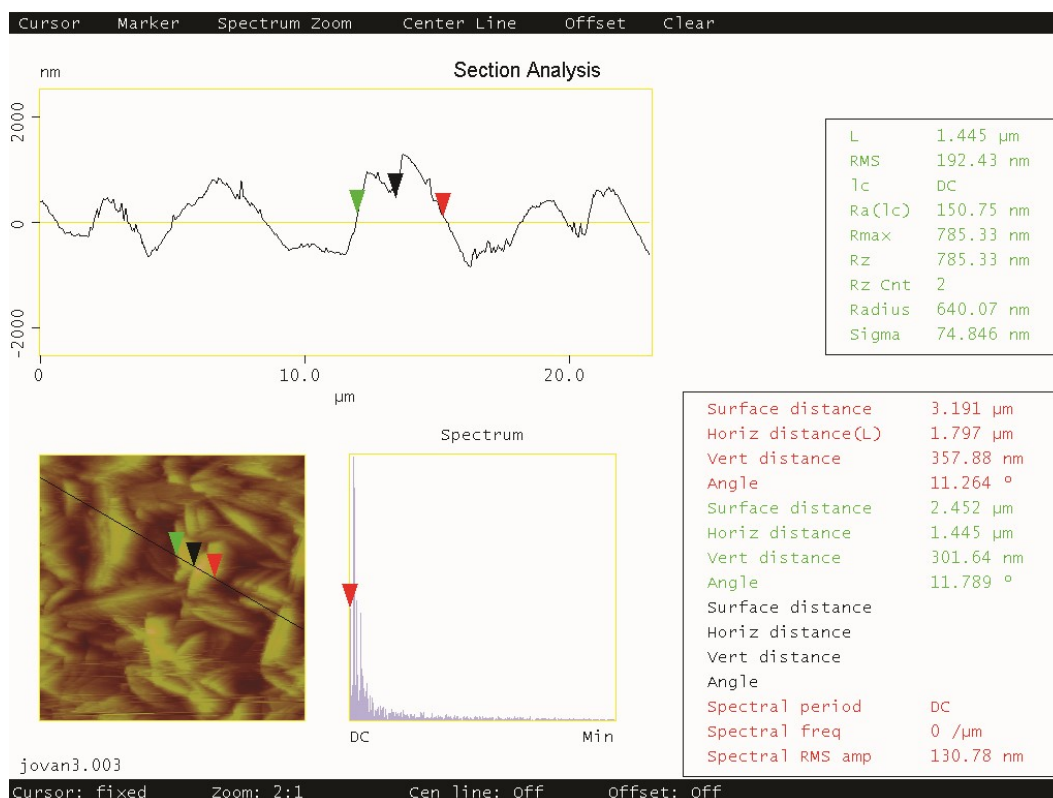 Cursor Marker Spectrum Zoom Center Line Offset Clear
Section Analysis
nm
2000
0
-2000
0 10.0 20.0
µm
L 1.445 µm
RMS 192.43 nm
lc DC
Ra(lc) 150.75 nm
Rmax 785.33 nm
Rz 785.33 nm
Rz Cnt 2
Radius 640.07 nm
Sigma 74.846 nm
Surface distance 3.191 µm
Horiz distance(L) 1.797 µm
Vert distance 357.88 nm
Angle 11.264 º
Surface distance 2.452 µm
Horiz distance 1.445 µm
Vert distance 301.64 nm
Angle 11.789 º
Surface distance
Horiz distance
Vert distance
Angle
Spectral period DC
Spectral freq 0 /µm
Spectral RMS amp 130.78 nm
Spectrum
DC Min
jovan3.003
Cursor: fixed Zoom: 2:1 Cen line: Off Offset: Off